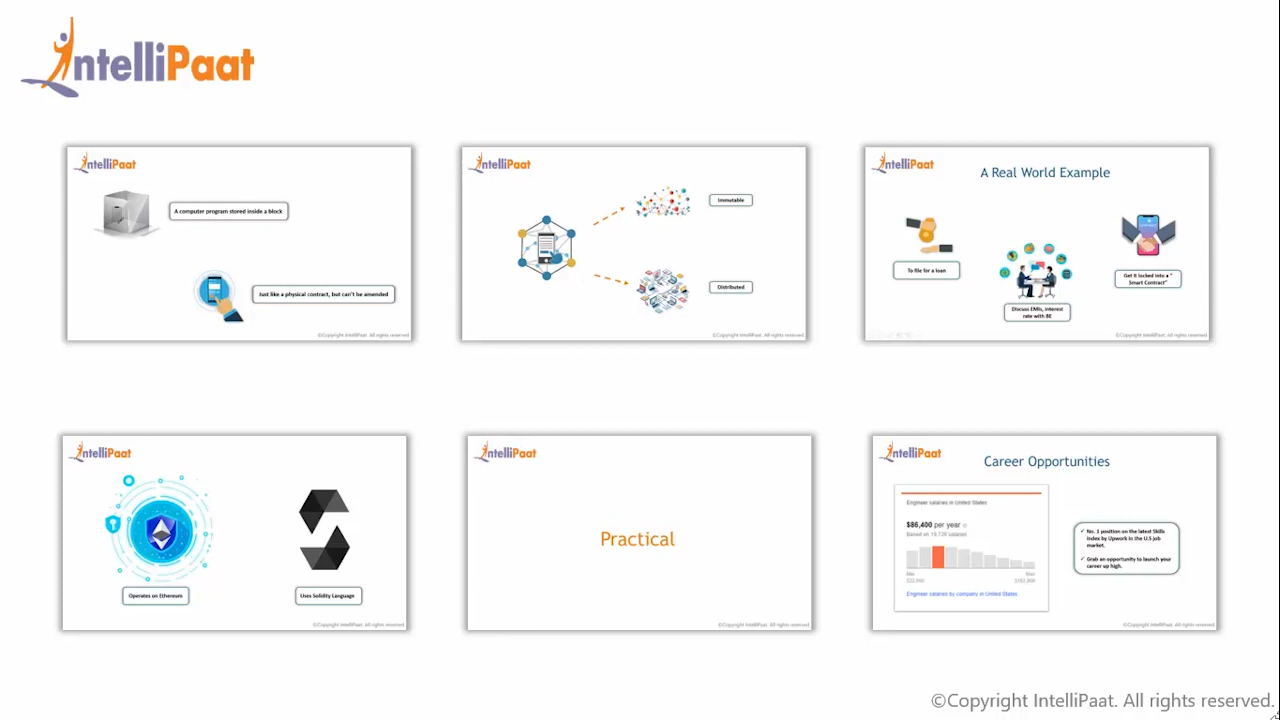 IntelliPaat
IntelliPaat
A computer program stored inside a block
Just like a physical contract, but can't be amended
©Copyright IntelliPaat. All rights reserved.
IntelliPaat
Immutable
Distributed
©Copyright IntelliPaat. All rights reserved.
IntelliPaat
A Real World Example
To file for a loan
Discuss EMIs, interest
rate with BE
Get it locked into a "
Smart Contract"
©Copyright IntelliPaat. All rights reserved.
IntelliPaat
Operates on Ethereum
Uses Solidity Language
©Copyright IntelliPaat. All rights reserved.
IntelliPaat
Practical
©Copyright IntelliPaat. All rights reserved.
IntelliPaat
Career Opportunities
Engineer salaries in United States
$86,400 per year
Min
Max
Engineer salaries by company in United States
✓ No. 1 position on the latest Skills
index by Upwork in the U.S job
market.
✓ Grab an opportunity to launch your
career up high.
©Copyright IntelliPaat. All rights reserved.
©Copyright IntelliPaat. All rights reserved.